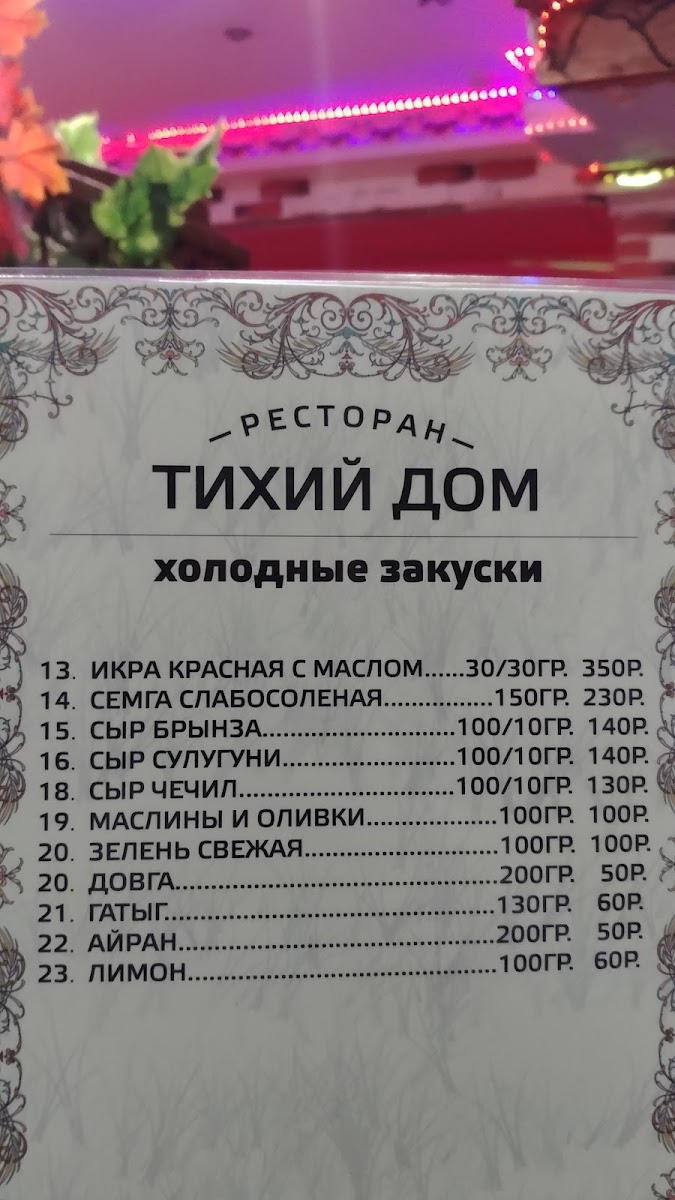 РЕСТОРАН
ТИХИЙ ДОМ
холодные закуски
13. ИКРА КРАСНАЯ С МАСЛОМ......30/30ГР. 350Р.
14. СЕМГА СЛАБОСОЛЕНАЯ................150ГР. 230Р.
15. СЫР БРЫНЗА............................100/10ГР. 140Р.
16. СЫР СУЛУГУНИ.........................100/10ГР. 140Р.
18. СЫР ЧЕЧИЛ...............................100/10ГР. 130Р.
19. МАСЛИНЫ И ОЛИВКИ...................100ГР. 100Р.
20. ЗЕЛЕНЬ СВЕЖАЯ............................100ГР. 100Р.
20. ДОВГА...............................................200ГР. 50Р.
21. ГАТЫГ................................................130ГР. 60Р.
22. АЙРАН..............................................200ГР. 50Р.
23. ЛИМОН.............................................100ГР. 60Р.